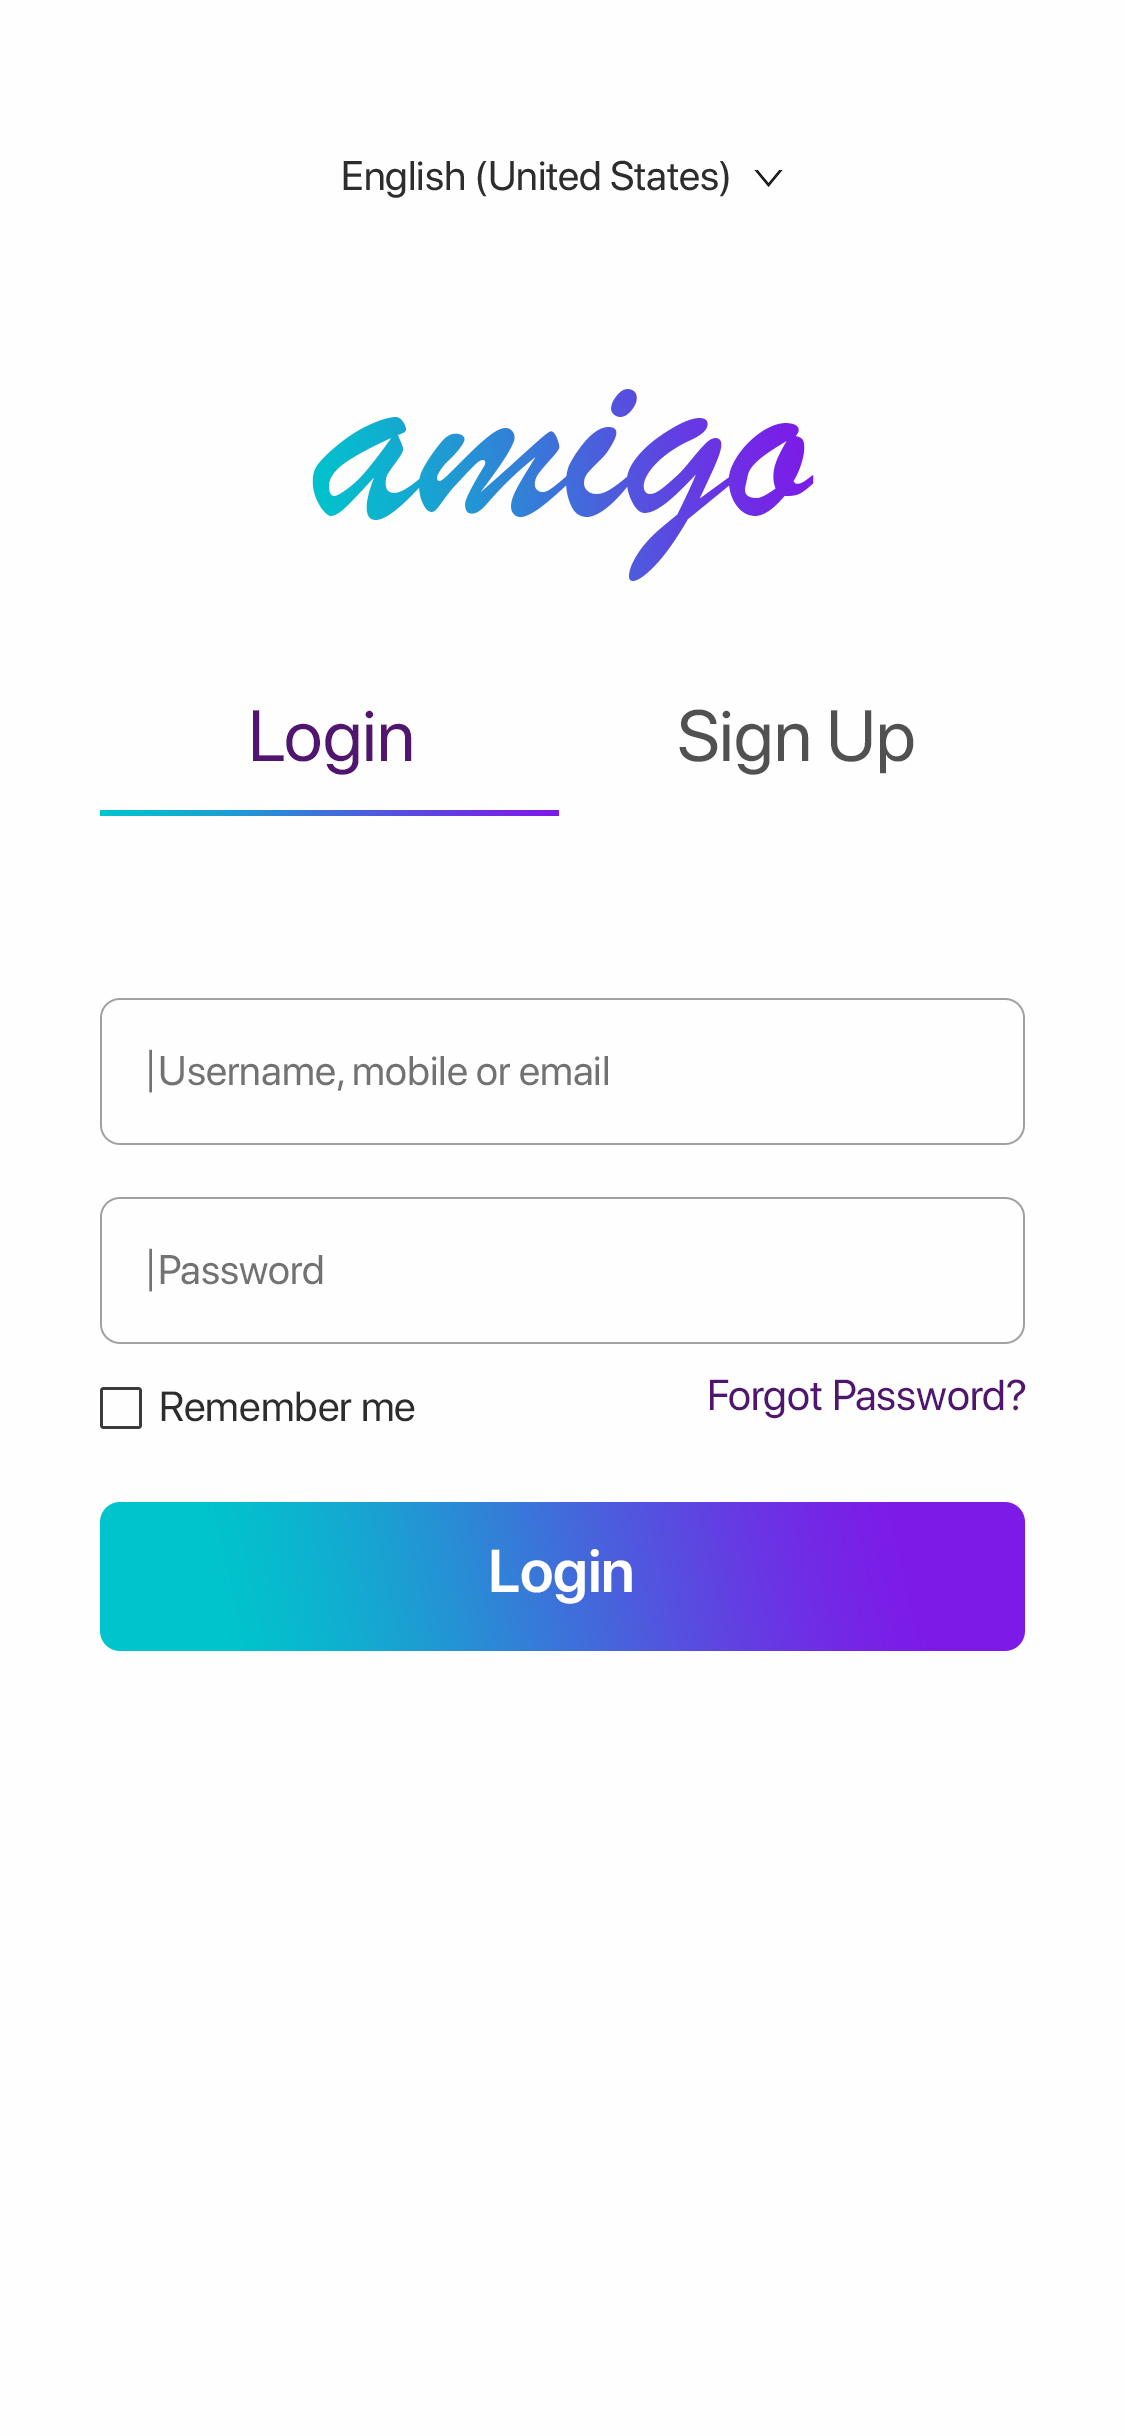 English (United States)
amigo
Login
Sign Up
Username, mobile or email
Password
Remember me
Forgot Password?
Login